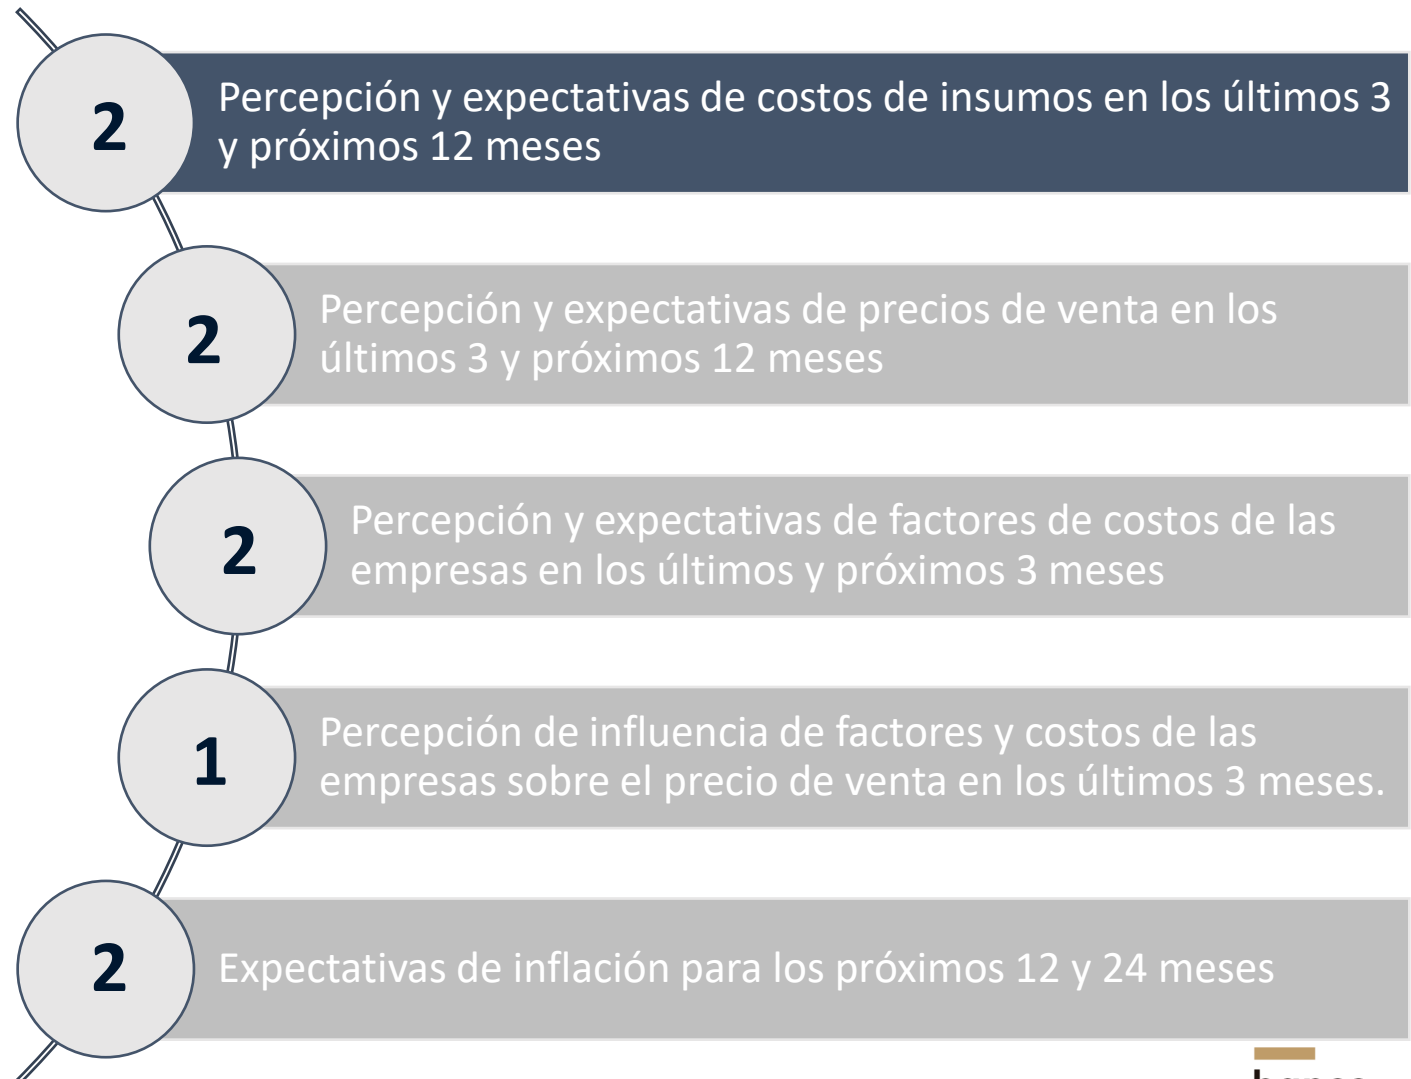 2
Percepción y expectativas de costos de insumos en los últimos 3
y próximos 12 meses
2
Percepción y expectativas de precios de venta en los
últimos 3 y próximos 12 meses
2
Percepción y expectativas de factores de costos de las
empresas en los últimos y próximos 3 meses
1
Percepción de influencia de factores y costos de las
empresas sobre el precio de venta en los últimos 3 meses.
2
Expectativas de inflación para los próximos 12 y 24 meses